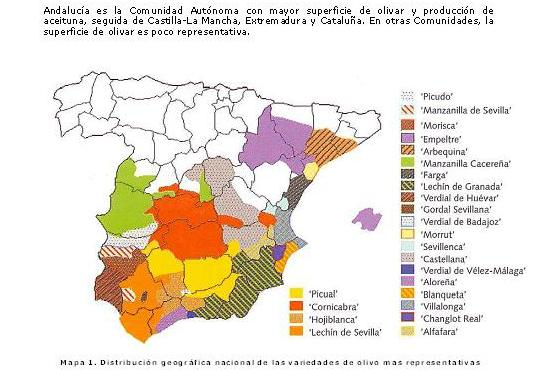 Andalucía es la Comunidad Autónoma con mayor superficie de olivar y producción de
aceituna, seguida de Castilla-La Mancha, Extremadura y Cataluña. En otras Comunidades, la
superficie de olivar es poco representativa.
'Picudo'
'Manzanilla de Sevilla'
'Morisca'
'Empeltre'
'Arbequina'
'Manzanilla Cacereña'
'Farga'
'Lechín de Granada'
'Verdial de Huévar'
'Gordal Sevillana'
'Verdial de Badajoz'
'Morrut'
'Sevillenca'
'Castellana'
'Verdial de Vélez-Málaga'
'Aloreña'
'Blanqueta'
'Villalonga'
'Changlot Real'
'Alfafara'
'Picual'
'Cornicabra'
'Hojiblanca'
'Lechín de Sevilla'
Mapa 1. Distribución geográfica nacional de las variedades de olivo mas representativas